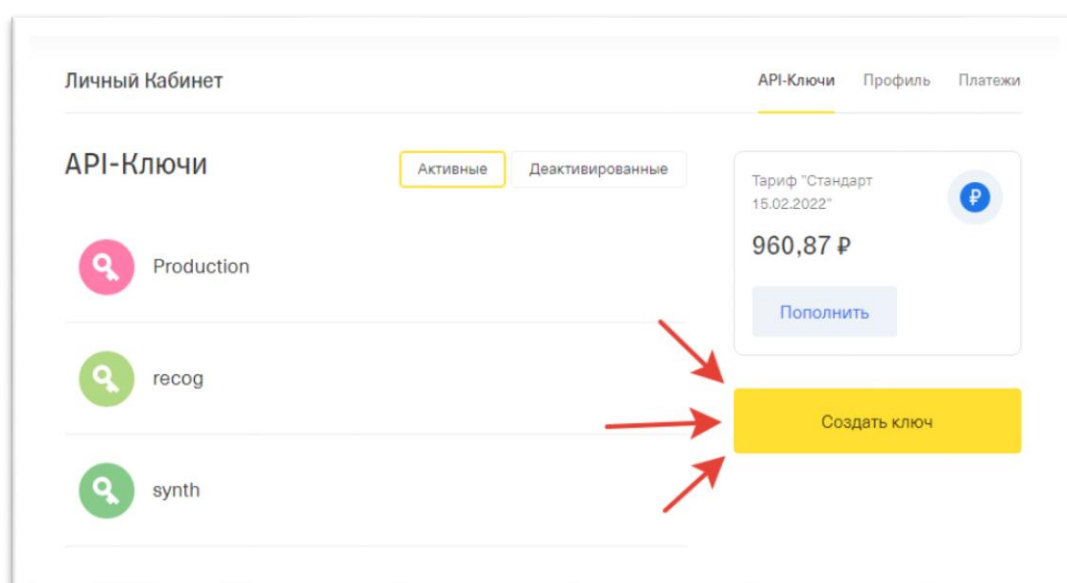 Личный Кабинет
API-Ключи Профиль Платежи
API-Ключи
Активные Деактивированные
Тариф "Стандарт
15.02.2022"
₽
960,87 ₽
Пополнить
Production
recog
Создать ключ
synth